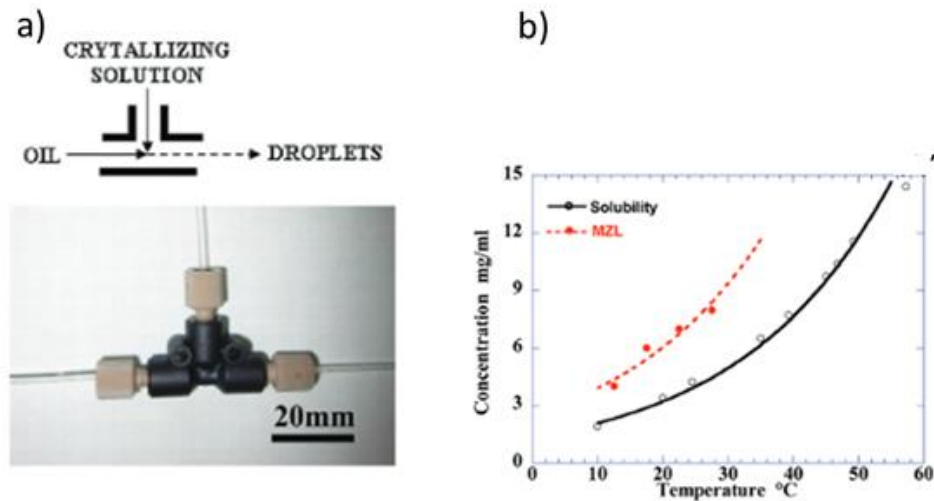 a)
CRYTALLIZING
SOLUTION
OIL
DROPLETS
20mm
b)
Concentration mg/ml
15
12
9
6
3
0
Solubility
MZL
0
10
20
30
40
50
60
Temperature °C